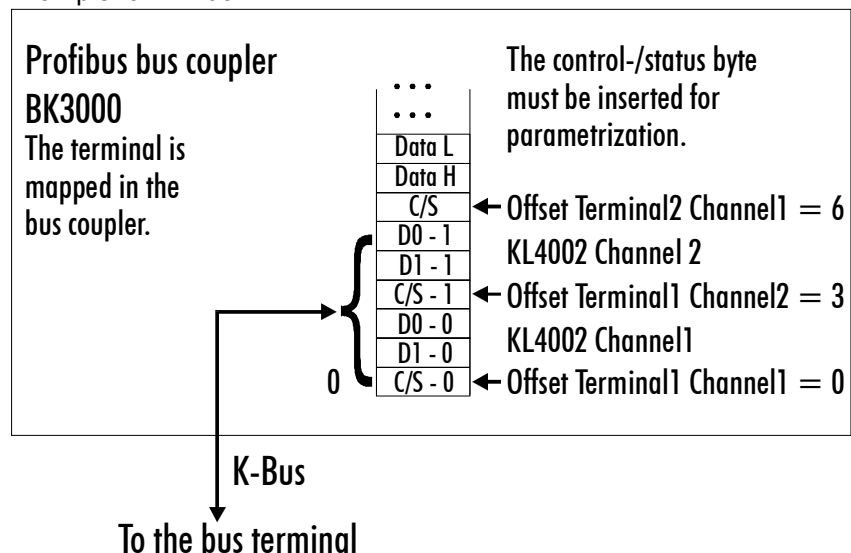 Profibus bus coupler
BK3000
The terminal is
mapped in the
bus coupler.
The control-/status byte
must be inserted for
parametrization.
...
...
Data L
Data H
C/S
Offset Terminal2 Channel1 = 6
D0 - 1
KL4002 Channel 2
D1 - 1
C/S - 1
Offset Terminal1 Channel2 = 3
D0 - 0
KL4002 Channel1
D1 - 0
0
C/S - 0
Offset Terminal1 Channel1 = 0
K-Bus
To the bus terminal